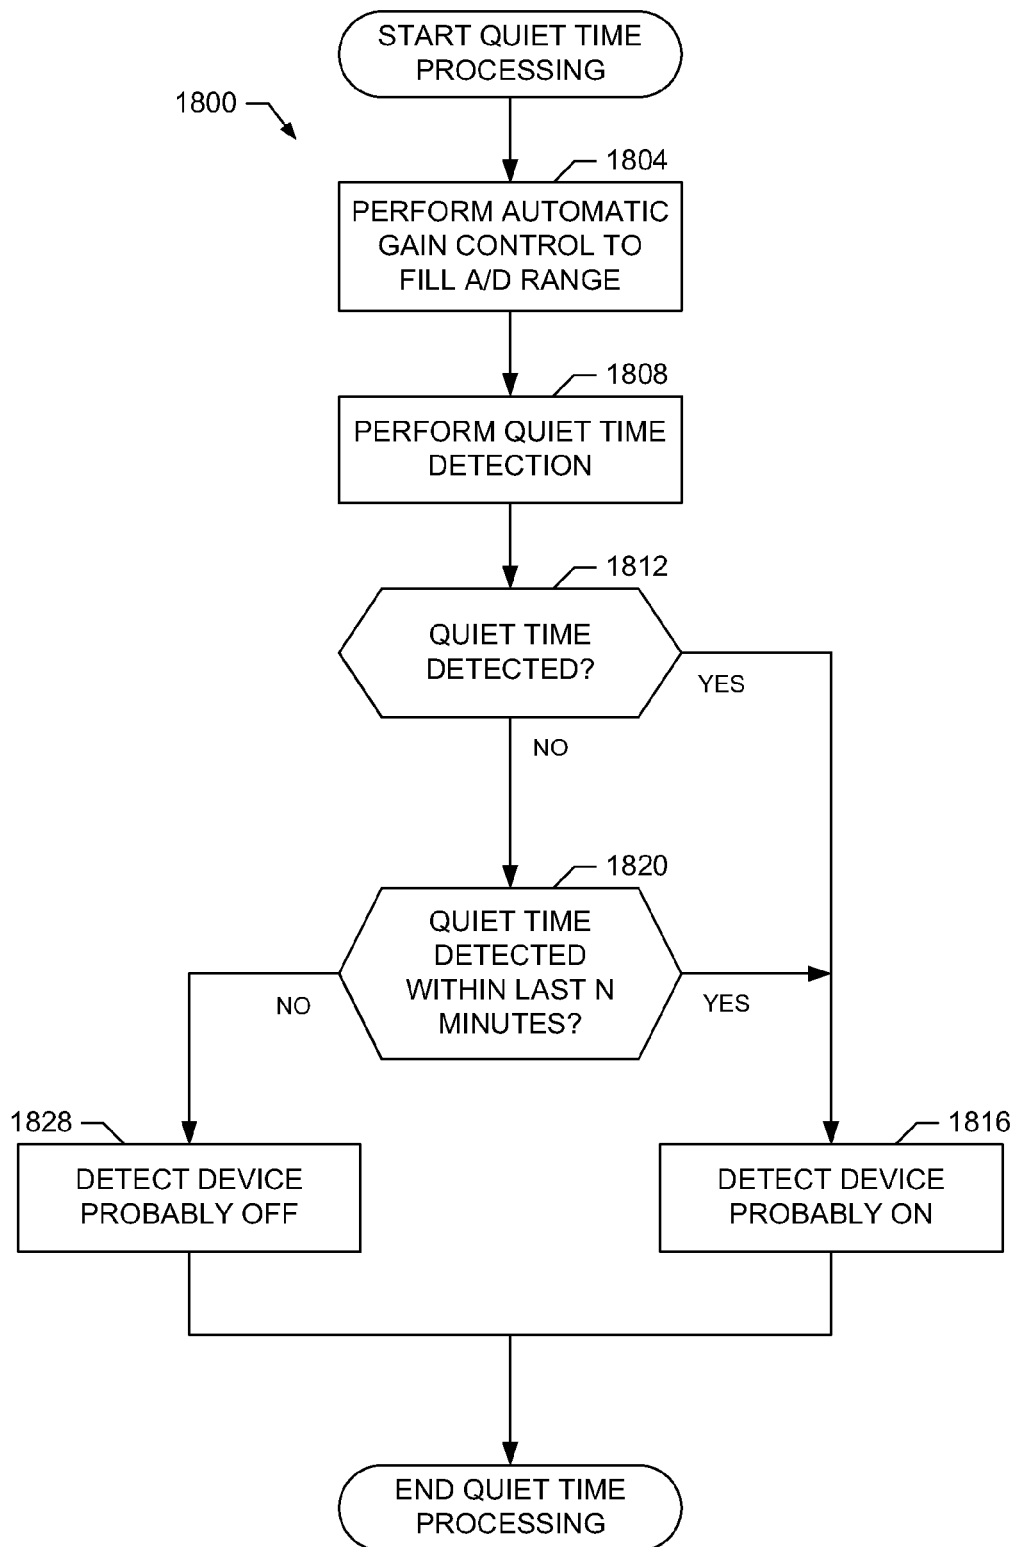 START QUIET TIME
PROCESSING
1800
1804
PERFORM AUTOMATIC
GAIN CONTROL TO
FILL A/D RANGE
1808
PERFORM QUIET TIME
DETECTION
1812
QUIET TIME
DETECTED?
YES
NO
1820
QUIET TIME
DETECTED
WITHIN LAST N
MINUTES?
NO
YES
1828
DETECT DEVICE
PROBABLY OFF
1816
DETECT DEVICE
PROBABLY ON
END QUIET TIME
PROCESSING